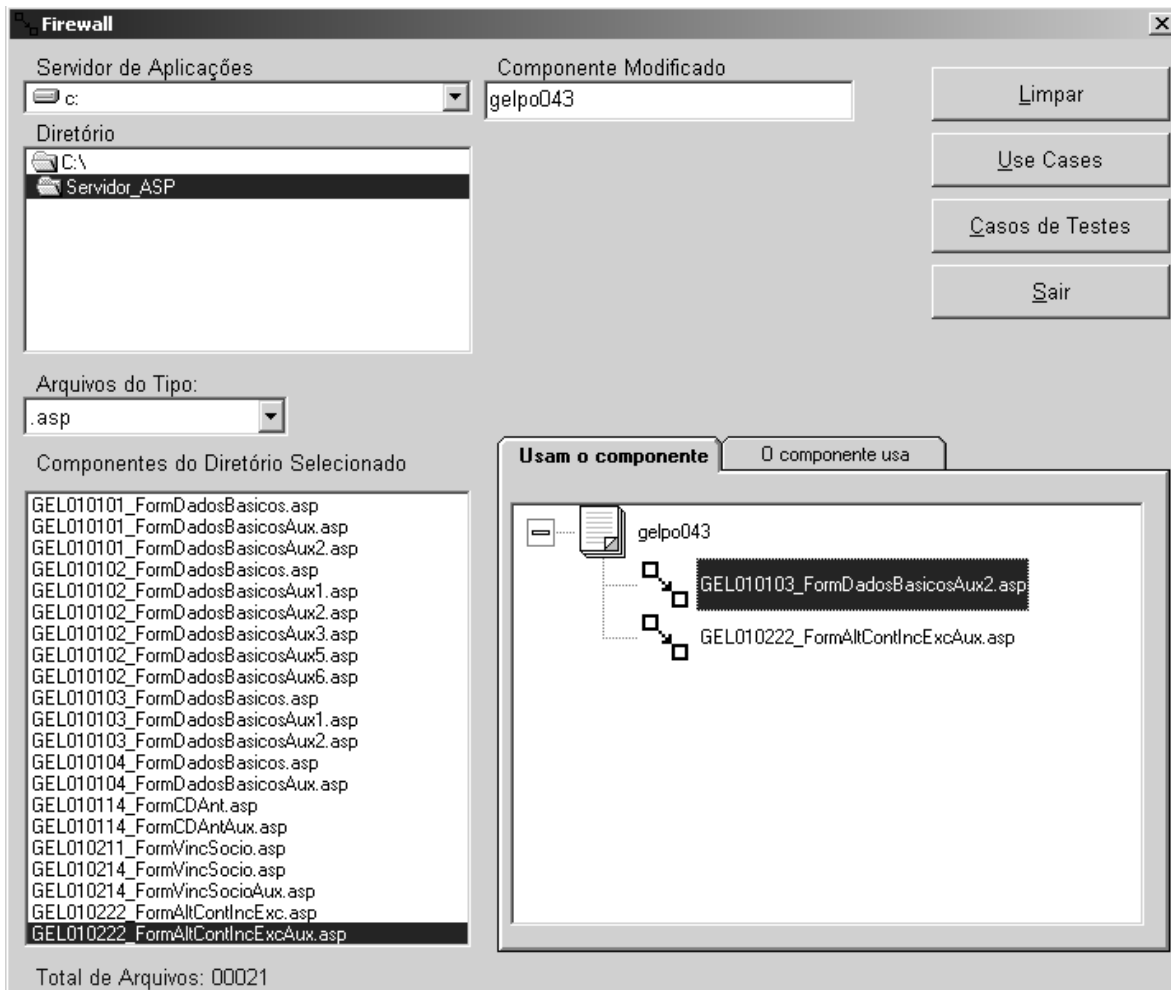 Firewall
Servidor de Aplicações
c:
Componente Modificado
gelpo043
Limpar
Use Cases
Casos de Testes
Sair
Diretório
C:\
Servidor_ASP
Arquivos do Tipo:
.asp
Componentes do Diretório Selecionado
GEL010101_FormDadosBasicos.asp
GEL010101_FormDadosBasicosAux.asp
GEL010101_FormDadosBasicosAux2.asp
GEL010102_FormDadosBasicos.asp
GEL010102_FormDadosBasicosAux1.asp
GEL010102_FormDadosBasicosAux2.asp
GEL010102_FormDadosBasicosAux3.asp
GEL010102_FormDadosBasicosAux5.asp
GEL010102_FormDadosBasicosAux6.asp
GEL010103_FormDadosBasicos.asp
GEL010103_FormDadosBasicosAux1.asp
GEL010103_FormDadosBasicosAux2.asp
GEL010104_FormDadosBasicos.asp
GEL010104_FormDadosBasicosAux.asp
GEL010114_FormCDAnt.asp
GEL010114_FormCDAntAux.asp
GEL010211_FormVincSocio.asp
GEL010214_FormVincSocio.asp
GEL010214_FormVincSocioAux.asp
GEL010222_FormAltContIncExc.asp
GEL010222_FormAltContIncExcAux.asp
Total de Arquivos: 00021
Usam o componente
O componente usa
gelpo043
GEL010103_FormDadosBasicosAux2.asp
GEL010222_FormAltContIncExcAux.asp